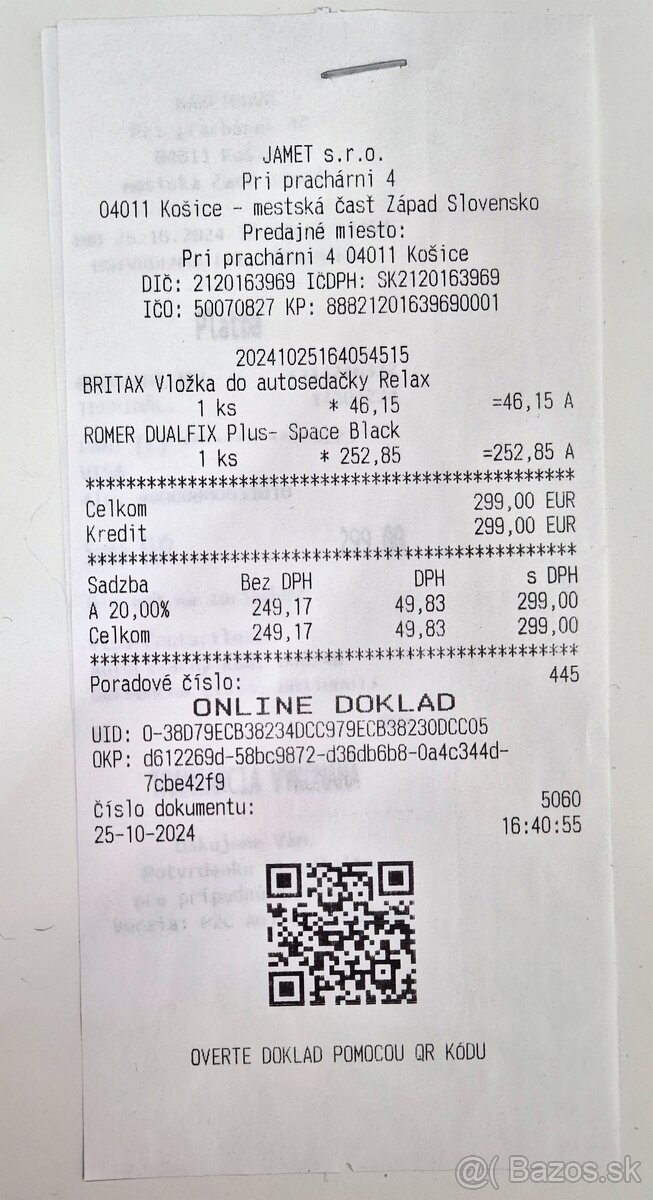 JAMET s.r.o.
Pri prachárni 4
04011 Košice - mestská časť Západ Slovensko
Predajné miesto:
Pri prachárni 4 04011 Košice
DIČ: 2120163969 IČDPH: SK2120163969
IČO: 50070827 KP: 88821201639690001
20241025164054515
BRITAX Vložka do autosedačky Relax
1 ks * 46,15 =46,15 A
ROMER DUALFIX Plus- Space Black
1 ks * 252,85 =252,85 A
************************************************
Celkom 299,00 EUR
Kredit 299,00 EUR
************************************************
Sadzba Bez DPH DPH s DPH
A 20,00% 249,17 49,83 299,00
Celkom 249,17 49,83 299,00
************************************************
Poradové číslo: 445
ONLINE DOKLAD
UID: O-38D79ECB38234DCC979ECB38230DCC05
OKP: d612269d-58bc9872-d36db6b8-0a4c344d-
7cbe42f9
Číslo dokumentu: 5060
25-10-2024 16:40:55
OVERTE DOKLAD POMOCOU QR KÓDU
@( Bazos.sk